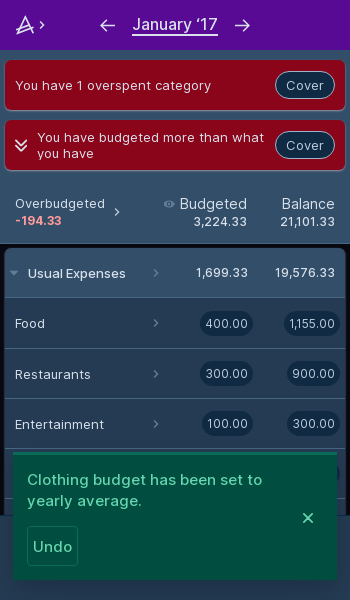 January ‘17
You have 1 overspent category
Cover
You have budgeted more than what
you have
Cover
Overbudgeted
-194.33
Budgeted
3,224.33
Balance
21,101.33
Usual Expenses 1,699.33 19,576.33
Food 400.00 1,155.00
Restaurants 300.00 900.00
Entertainment 100.00 300.00
Clothing budget has been set to
yearly average.
Undo